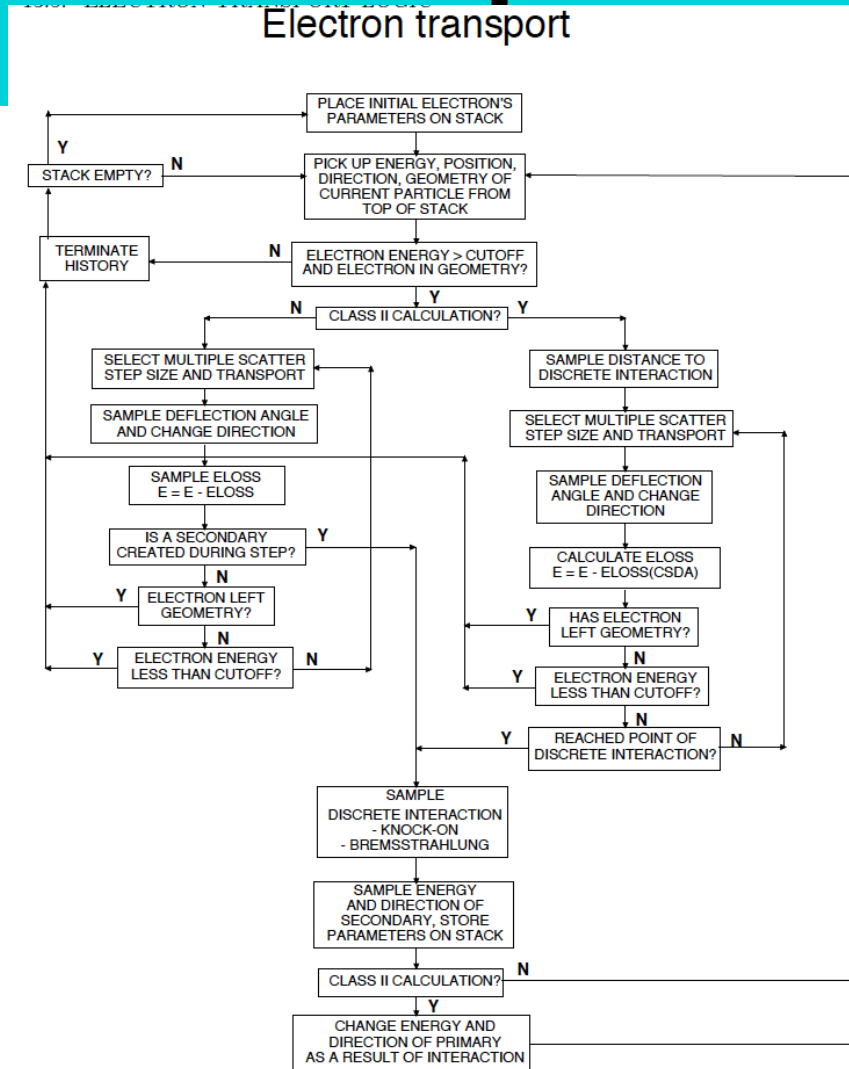 Electron transport
PLACE INITIAL ELECTRON'S
PARAMETERS ON STACK
Y
STACK EMPTY?
N
PICK UP ENERGY, POSITION,
DIRECTION, GEOMETRY OF
CURRENT PARTICLE FROM
TOP OF STACK
TERMINATE
HISTORY
N
ELECTRON ENERGY > CUTOFF
AND ELECTRON IN GEOMETRY?
Y
N
CLASS II CALCULATION?
Y
SELECT MULTIPLE SCATTER
STEP SIZE AND TRANSPORT
SAMPLE DEFLECTION ANGLE
AND CHANGE DIRECTION
SAMPLE ELOSS
E = E - ELOSS
IS A SECONDARY
CREATED DURING STEP?
Y
N
Y
ELECTRON LEFT
GEOMETRY?
N
Y
ELECTRON ENERGY
LESS THAN CUTOFF?
N
SAMPLE DISTANCE TO
DISCRETE INTERACTION
SELECT MULTIPLE SCATTER
STEP SIZE AND TRANSPORT
SAMPLE DEFLECTION
ANGLE AND CHANGE
DIRECTION
CALCULATE ELOSS
E = E - ELOSS(CSDA)
Y
HAS ELECTRON
LEFT GEOMETRY?
N
Y
ELECTRON ENERGY
LESS THAN CUTOFF?
N
Y
REACHED POINT OF
DISCRETE INTERACTION?
N
SAMPLE
DISCRETE INTERACTION
- KNOCK-ON
- BREMSSTRAHLUNG
SAMPLE ENERGY
AND DIRECTION OF
SECONDARY, STORE
PARAMETERS ON STACK
CLASS II CALCULATION?
N
Y
CHANGE ENERGY AND
DIRECTION OF PRIMARY
AS A RESULT OF INTERACTION